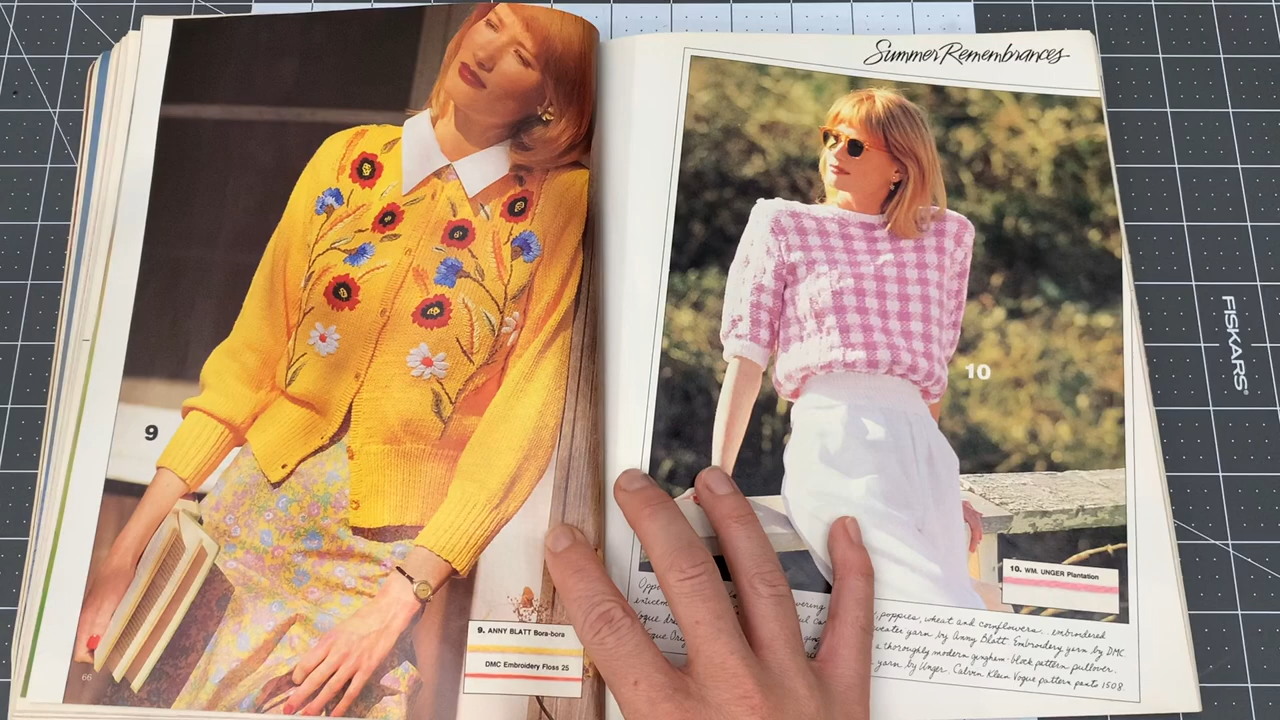 9
66
9. ANNY BLATT Bora-bora
DMC Embroidery Floss 25
Summer Remembrances
10
10. WM. UNGER Plantation
poppies, wheat and cornflowers... embroidered
yarn by Anny Blatt. Embroidery yarn by DMC.
a thoroughly modern gingham-block pattern pullover.
yarn by Unger. Calvin Klein Vogue pattern pants 1508.
FISKARS